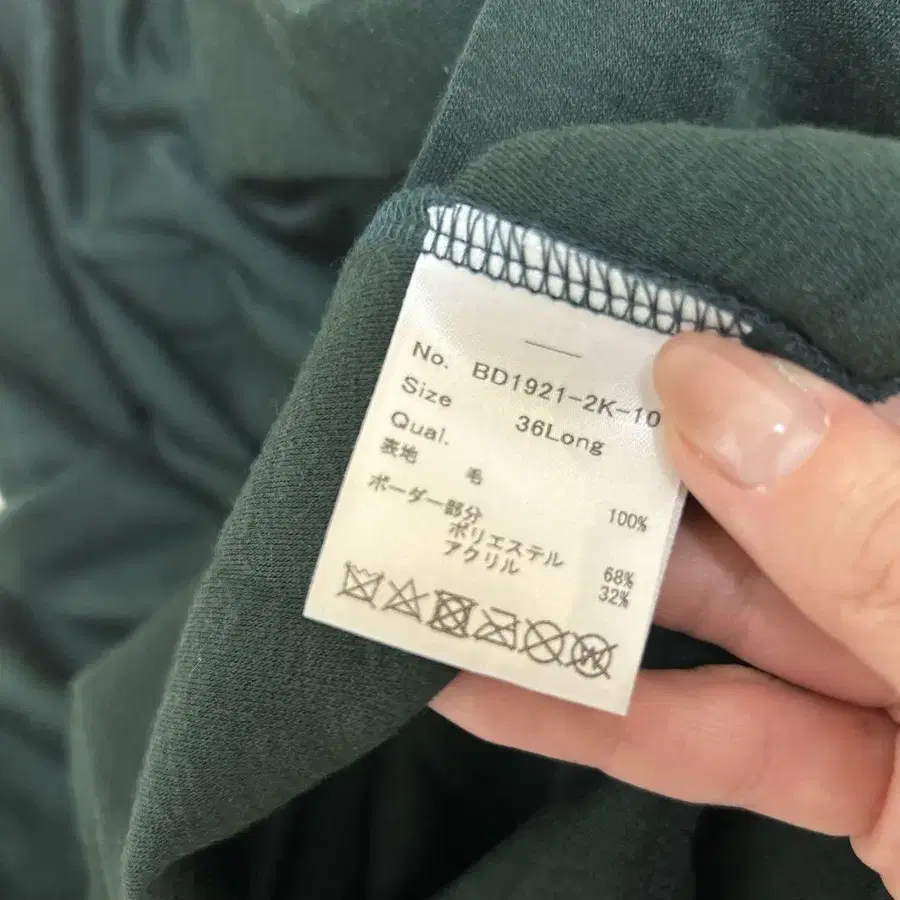 No. BD1921-2K-10
Size 36Long
Qual.
表地 毛 100%
ボーダー部分
ポリエステル 68%
アクリル 32%
W